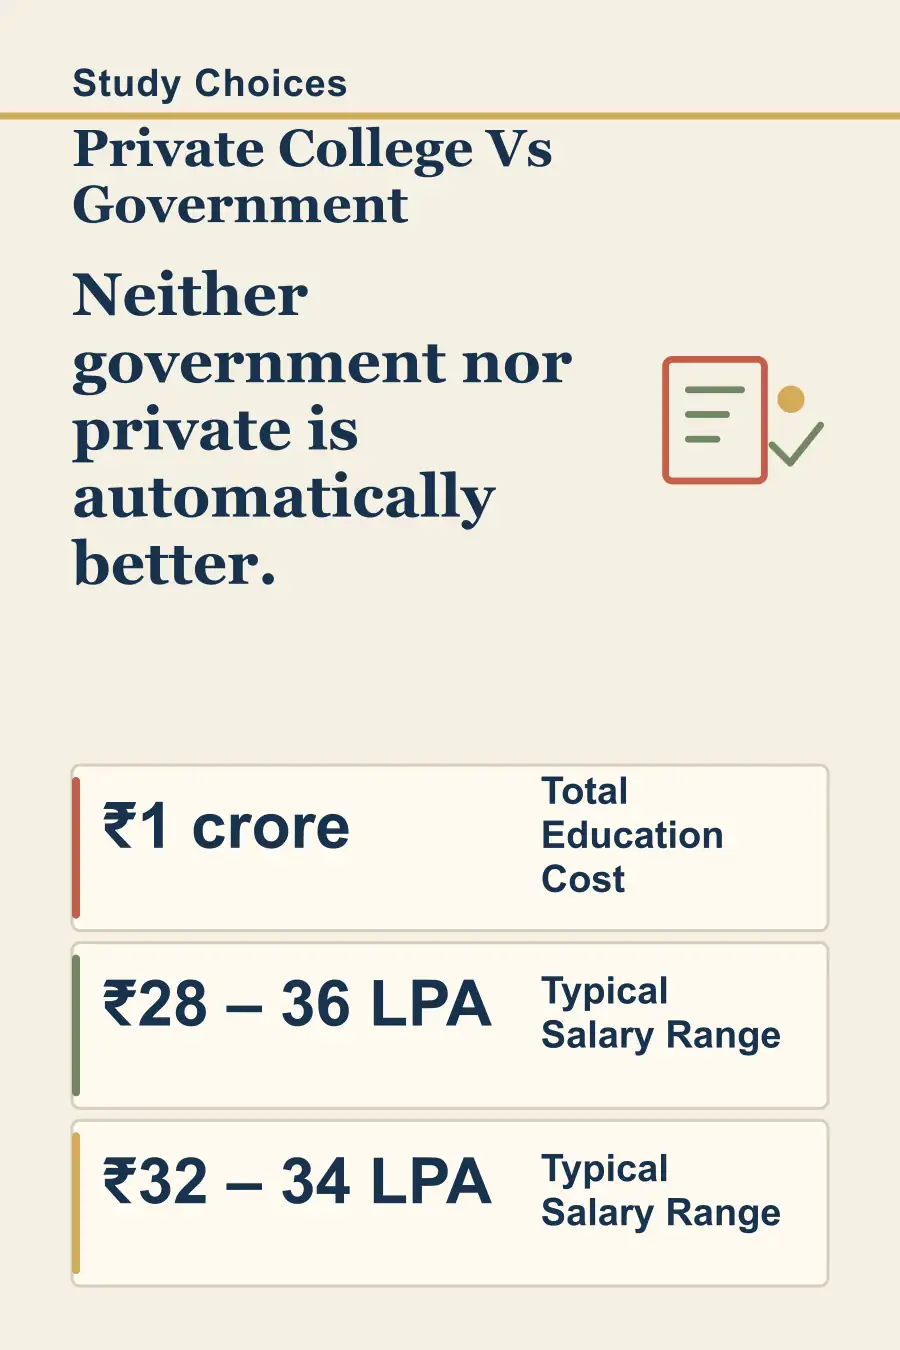 Study Choices
Private College Vs
Government
Neither
government nor
private is
automatically
better.
₹1 crore
Total
Education
Cost
₹28 – 36 LPA
Typical
Salary Range
₹32 – 34 LPA
Typical
Salary Range